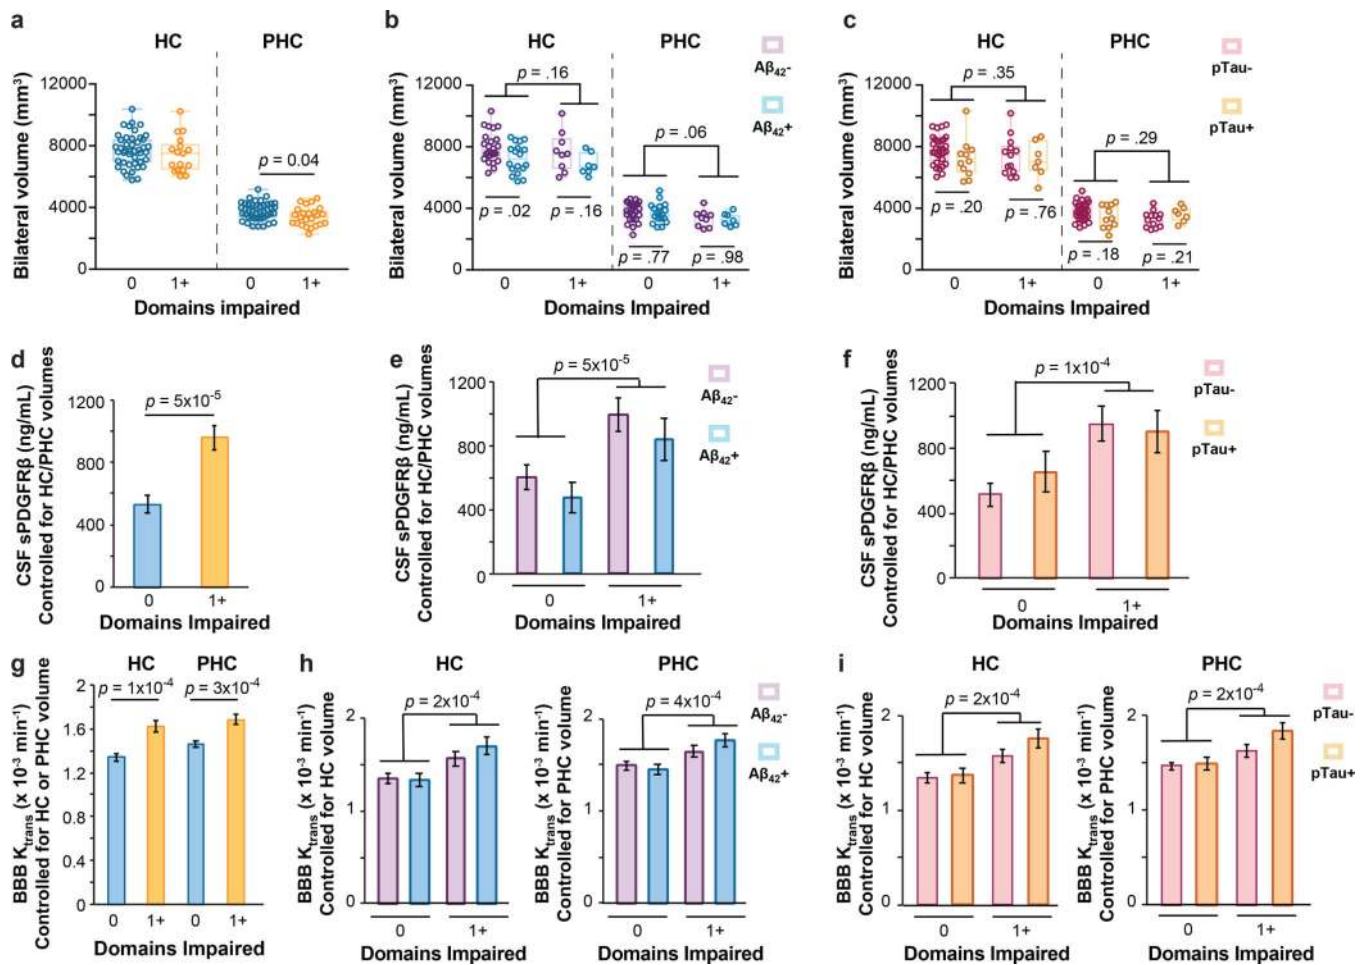 a
HC
PHC
Bilateral volume (mm³)
12000
8000
4000
0
p = 0.04
0
1+
0
1+
Domains impaired
b
HC
PHC
Bilateral volume (mm³)
12000
8000
4000
0
p = .16
p = .06
p = .02
p = .16
p = .77
p = .98
0
1+
0
1+
Domains impaired
Aβ₄₂-
Aβ₄₂+
c
HC
PHC
Bilateral volume (mm³)
12000
8000
4000
0
p = .35
p = .29
p = .20
p = .76
p = .18
p = .21
0
1+
0
1+
Domains impaired
pTau-
pTau+
d
CSF sPDGFRβ (ng/mL)
Controlled for HC/PHC volumes
1200
800
400
0
p = 5x10⁻⁵
0
1+
Domains Impaired
e
CSF sPDGFRβ (ng/mL)
Controlled for HC/PHC volumes
1200
800
400
0
p = 5x10⁻⁵
0
1+
Domains Impaired
Aβ₄₂-
Aβ₄₂+
f
CSF sPDGFRβ (ng/mL)
Controlled for HC/PHC volumes
1200
800
400
0
p = 1x10⁻⁴
0
1+
Domains Impaired
pTau-
pTau+
g
HC
PHC
BBB Ktrans (x 10⁻³ min⁻¹)
Controlled for HC or PHC volume
2
1.6
1.2
0.8
0.4
0
p = 1x10⁻⁴
p = 3x10⁻⁴
0
1+
0
1+
Domains Impaired
h
HC
BBB Ktrans (x 10⁻³ min⁻¹)
Controlled for HC volume
2
1
0
p = 2x10⁻⁴
0
1+
Domains Impaired
PHC
BBB Ktrans (x 10⁻³ min⁻¹)
Controlled for PHC volume
2
1
0
p = 4x10⁻⁴
0
1+
Domains Impaired
Aβ₄₂-
Aβ₄₂+
i
HC
BBB Ktrans (x 10⁻³ min⁻¹)
Controlled for HC volume
2
1
0
p = 2x10⁻⁴
0
1+
Domains Impaired
PHC
BBB Ktrans (x 10⁻³ min⁻¹)
Controlled for PHC volume
2
1
0
p = 2x10⁻⁴
0
1+
Domains Impaired
pTau-
pTau+